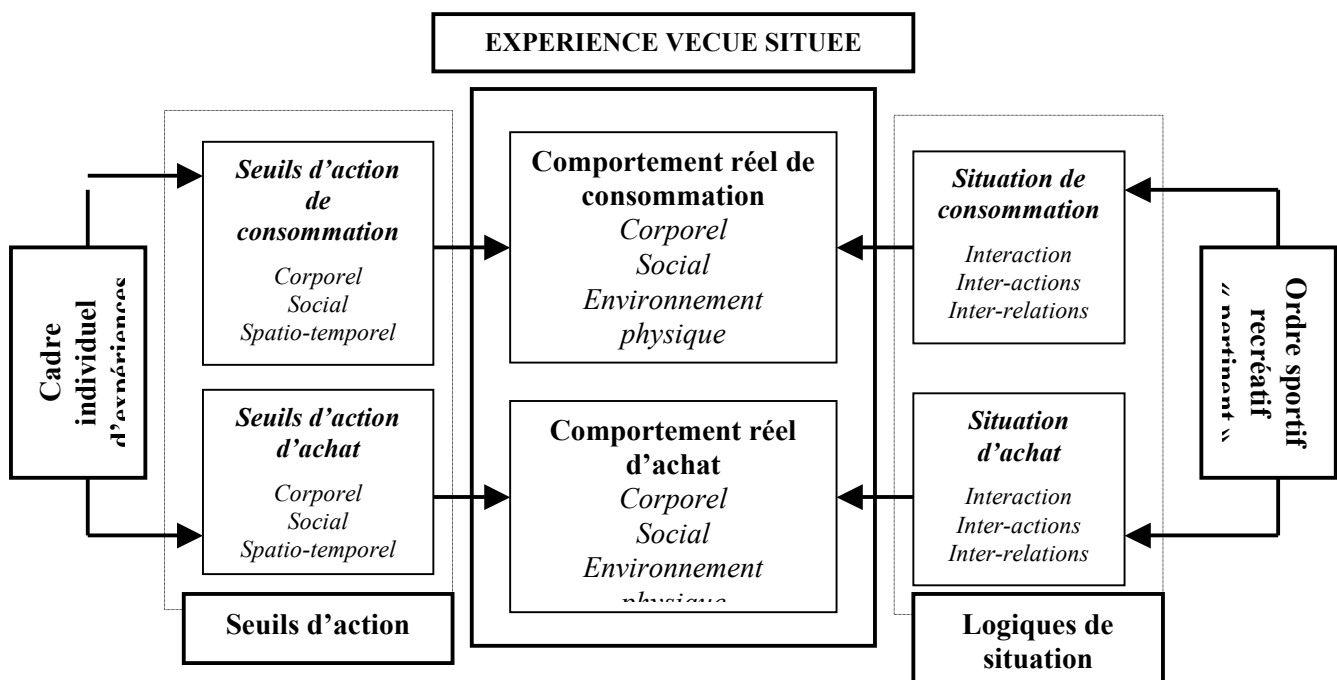 EXPERIENCE VECUE SITUEE
Cadre
individuel
d'expériences
Seuils d'action
de
consommation
Corporel
Social
Spatio-temporel
Seuils d'action
d'achat
Corporel
Social
Spatio-temporel
Seuils d'action
Comportement réel de
consommation
Corporel
Social
Environnement
physique
Comportement réel
d'achat
Corporel
Social
Environnement
physique
Situation de
consommation
Interaction
Inter-actions
Inter-relations
Situation
d'achat
Interaction
Inter-actions
Inter-relations
Logiques de
situation
Ordre sportif
recréatif
« pertinent »